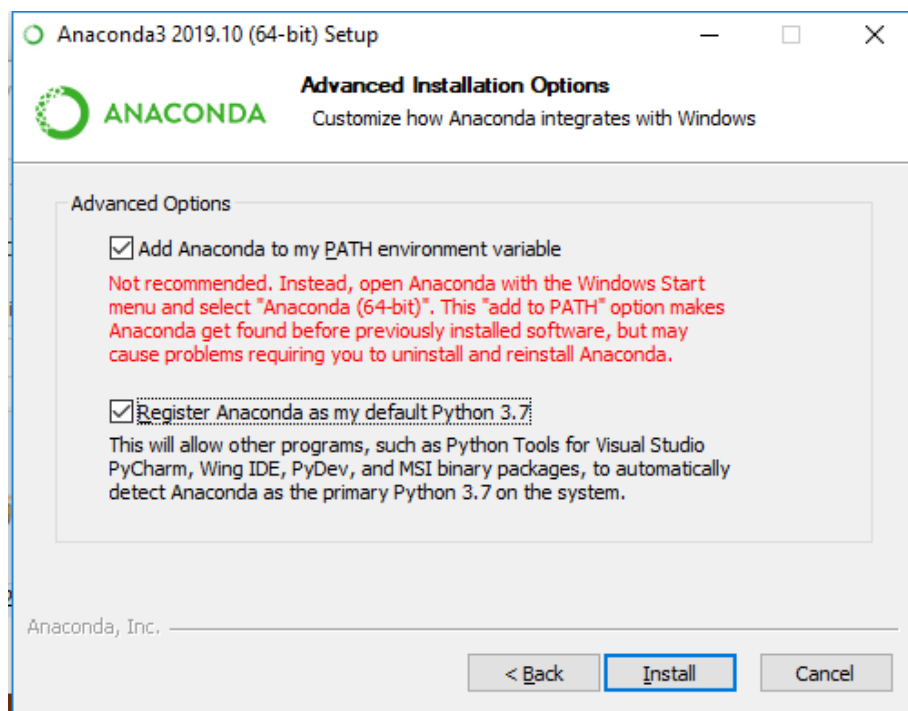 Anaconda3 2019.10 (64-bit) Setup
Advanced Installation Options
ANACONDA
Customize how Anaconda integrates with Windows
Advanced Options
Add Anaconda to my PATH environment variable
Not recommended. Instead, open Anaconda with the Windows Start
menu and select "Anaconda (64-bit)". This "add to PATH" option makes
Anaconda get found before previously installed software, but may
cause problems requiring you to uninstall and reinstall Anaconda.
Register Anaconda as my default Python 3.7
This will allow other programs, such as Python Tools for Visual Studio
PyCharm, Wing IDE, PyDev, and MSI binary packages, to automatically
detect Anaconda as the primary Python 3.7 on the system.
Anaconda, Inc.
< Back
Install
Cancel